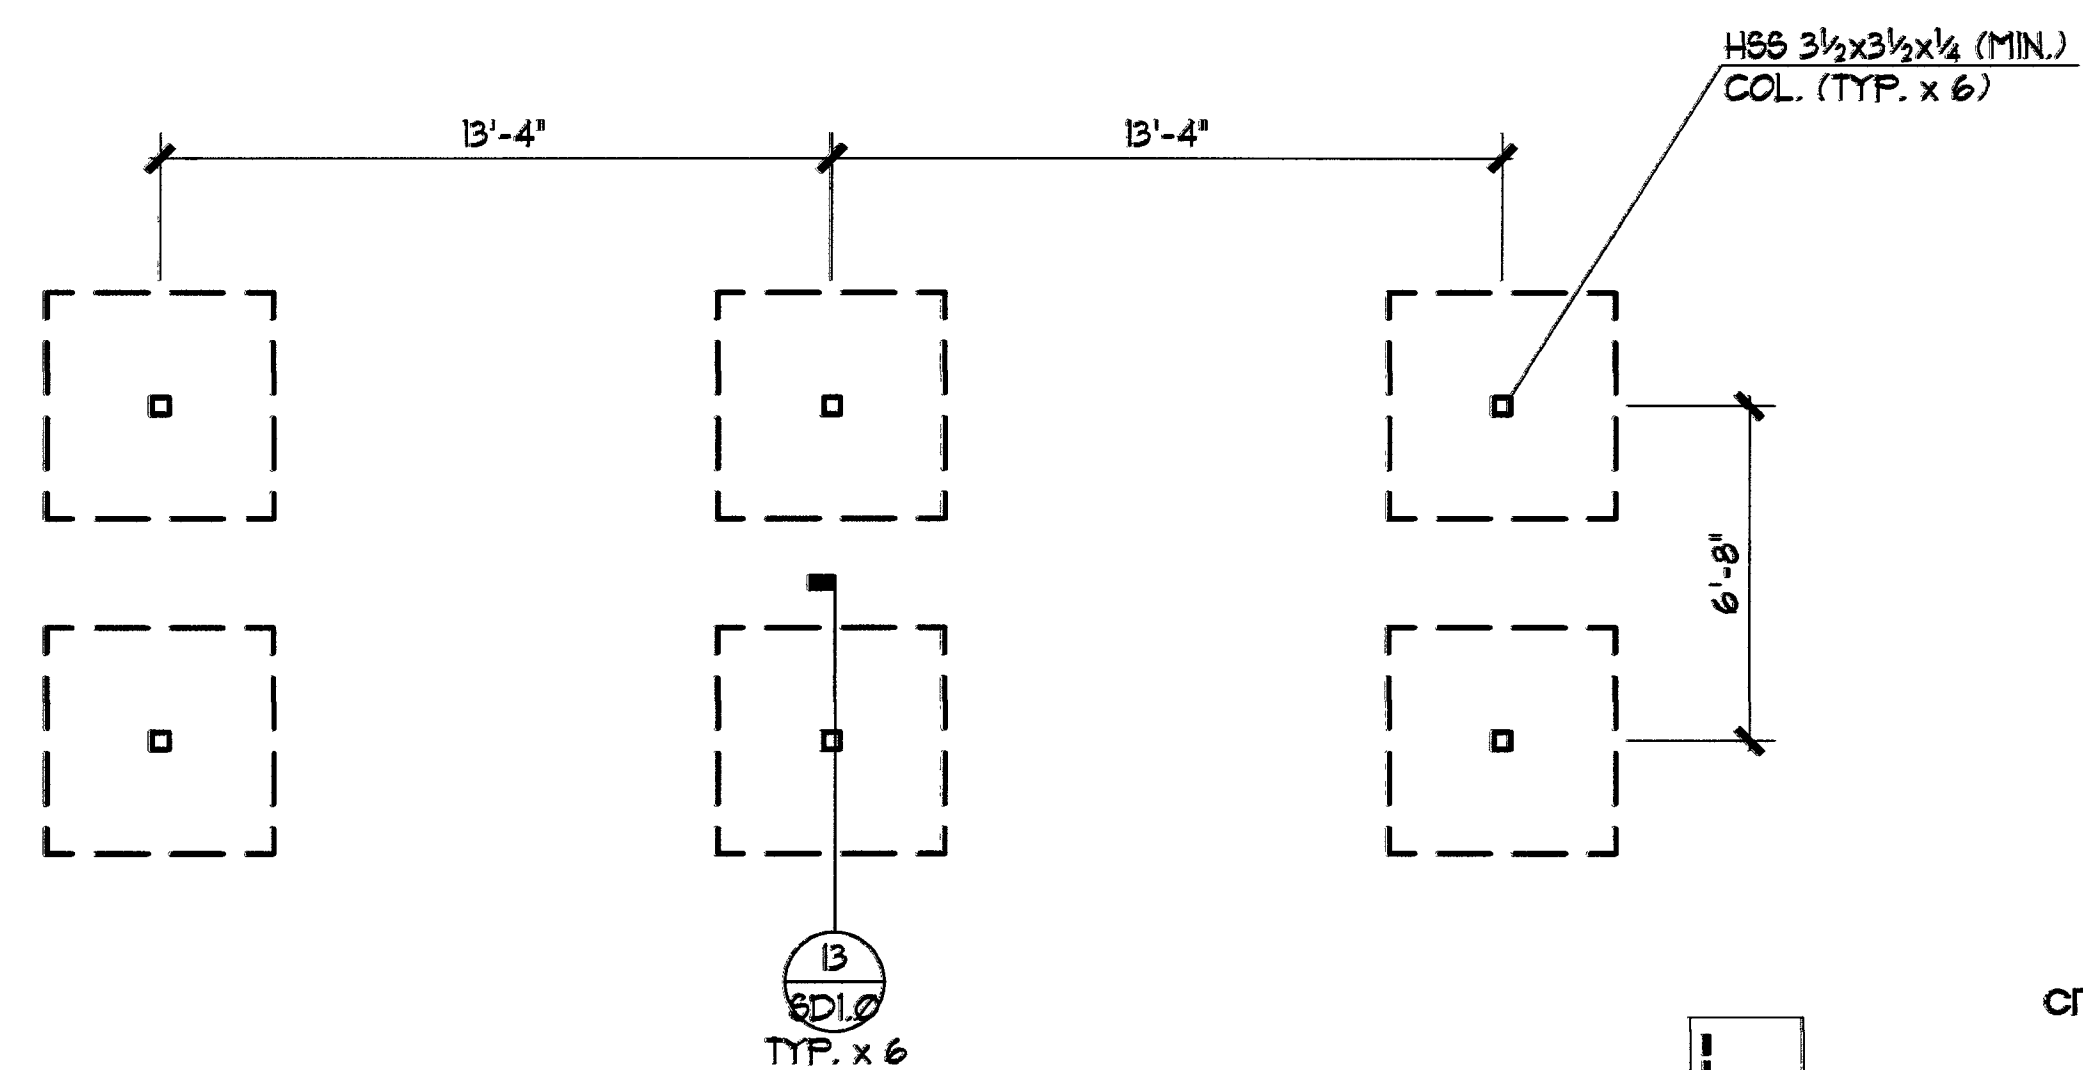 HSS 3½x3½x¼ (MIN.)
COL. (TYP. x 6)
13'-4" 13'-4"
6'-8"
13
SD1.Ø
TYP. x 6